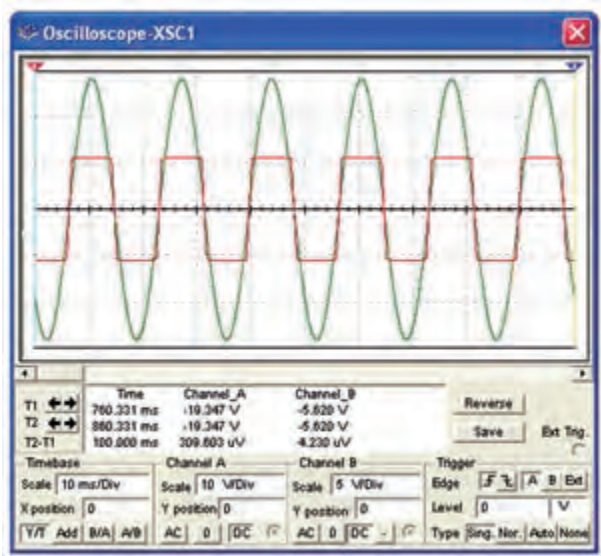 Oscilloscope-XSC1
Time Channel_A Channel_B
T1 760.331 ms -19.347 V -5.620 V
T2 860.331 ms -19.347 V -5.620 V
T2-T1 100.000 ms 309.603 uV -4.230 uV
Reverse
Save
Ext Trig.
Timebase
Scale 10 ms/Div
X position 0
Y/T Add B/A A/B
Channel A
Scale 10 V/Div
Y position 0
AC 0 DC
Channel B
Scale 5 V/Div
Y position 0
AC 0 DC -
Trigger
Edge A B Ext
Level 0 V
Type Sing. Nor. Auto None